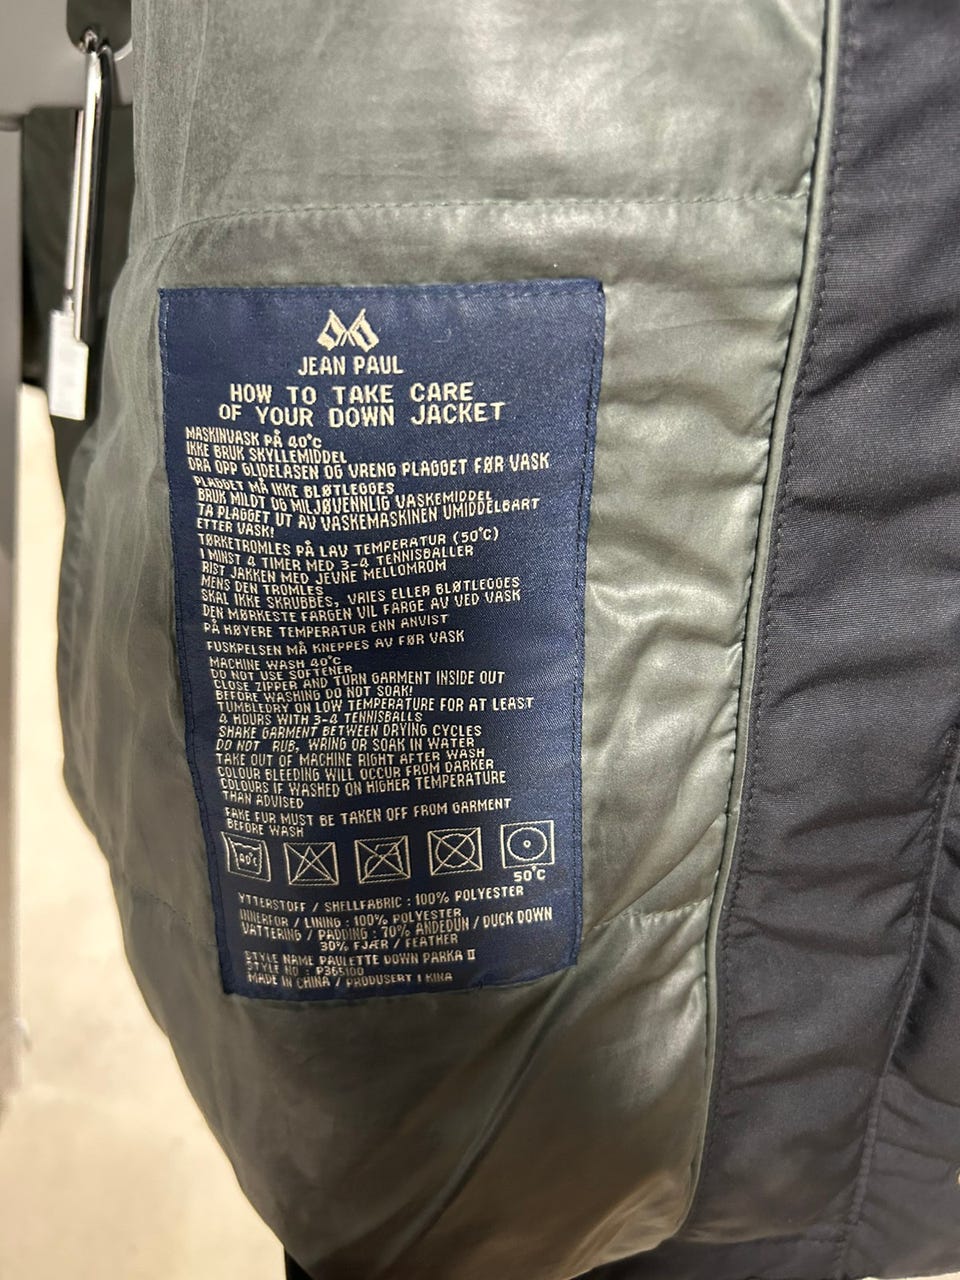 JEAN PAUL
HOW TO TAKE CARE
OF YOUR DOWN JACKET
MASKINVASK PÅ 40°C
IKKE BRUK SKYLLEMIDDEL
DRA OPP GLIDELÅSEN OG VRENG PLAGGET FØR VASK
PLAGGET MÅ IKKE BLØTLEGGES
BRUK MILDT OG MILJØVENNLIG VASKEMIDDEL
TA PLAGGET UT AV VASKEMASKINEN UMIDDELBART
ETTER VASK!
TØRKETROMLES PÅ LAV TEMPERATUR (50°C)
I MINST 4 TIMER MED 3-4 TENNISBALLER
RIST JAKKEN MED JEVNE MELLOMROM
MENS DEN TROMLES
SKAL IKKE SKRUBBES, VRIES ELLER BLØTLEGGES
DEN MØRKESTE FARGEN VIL FARGE AV VED VASK
PÅ HØYERE TEMPERATUR ENN ANVIST
FUSKPELSEN MÅ KNEPPES AV FØR VASK
MACHINE WASH 40°C
DO NOT USE SOFTENER
CLOSE ZIPPER AND TURN GARMENT INSIDE OUT
BEFORE WASHING DO NOT SOAK!
TUMBLEDRY ON LOW TEMPERATURE FOR AT LEAST
4 HOURS WITH 3-4 TENNISBALLS
SHAKE GARMENT BETWEEN DRYING CYCLES
DO NOT RUB, WRING OR SOAK IN WATER
TAKE OUT OF MACHINE RIGHT AFTER WASH
COLOUR BLEEDING WILL OCCUR FROM DARKER
COLOURS IF WASHED ON HIGHER TEMPERATURE
THAN ADVISED
FAKE FUR MUST BE TAKEN OFF FROM GARMENT
BEFORE WASH
40°C
50°C
YTTERSTOFF / SHELLFABRIC : 100% POLYESTER
INNERFOR / LINING : 100% POLYESTER
VATTERING / PADDING : 70% ANDEDUN / DUCK DOWN
30% FJÆR / FEATHER
STYLE NAME PAULETTE DOWN PARKA II
STYLE NO : P365100
MADE IN CHINA / PRODUSERT I KINA